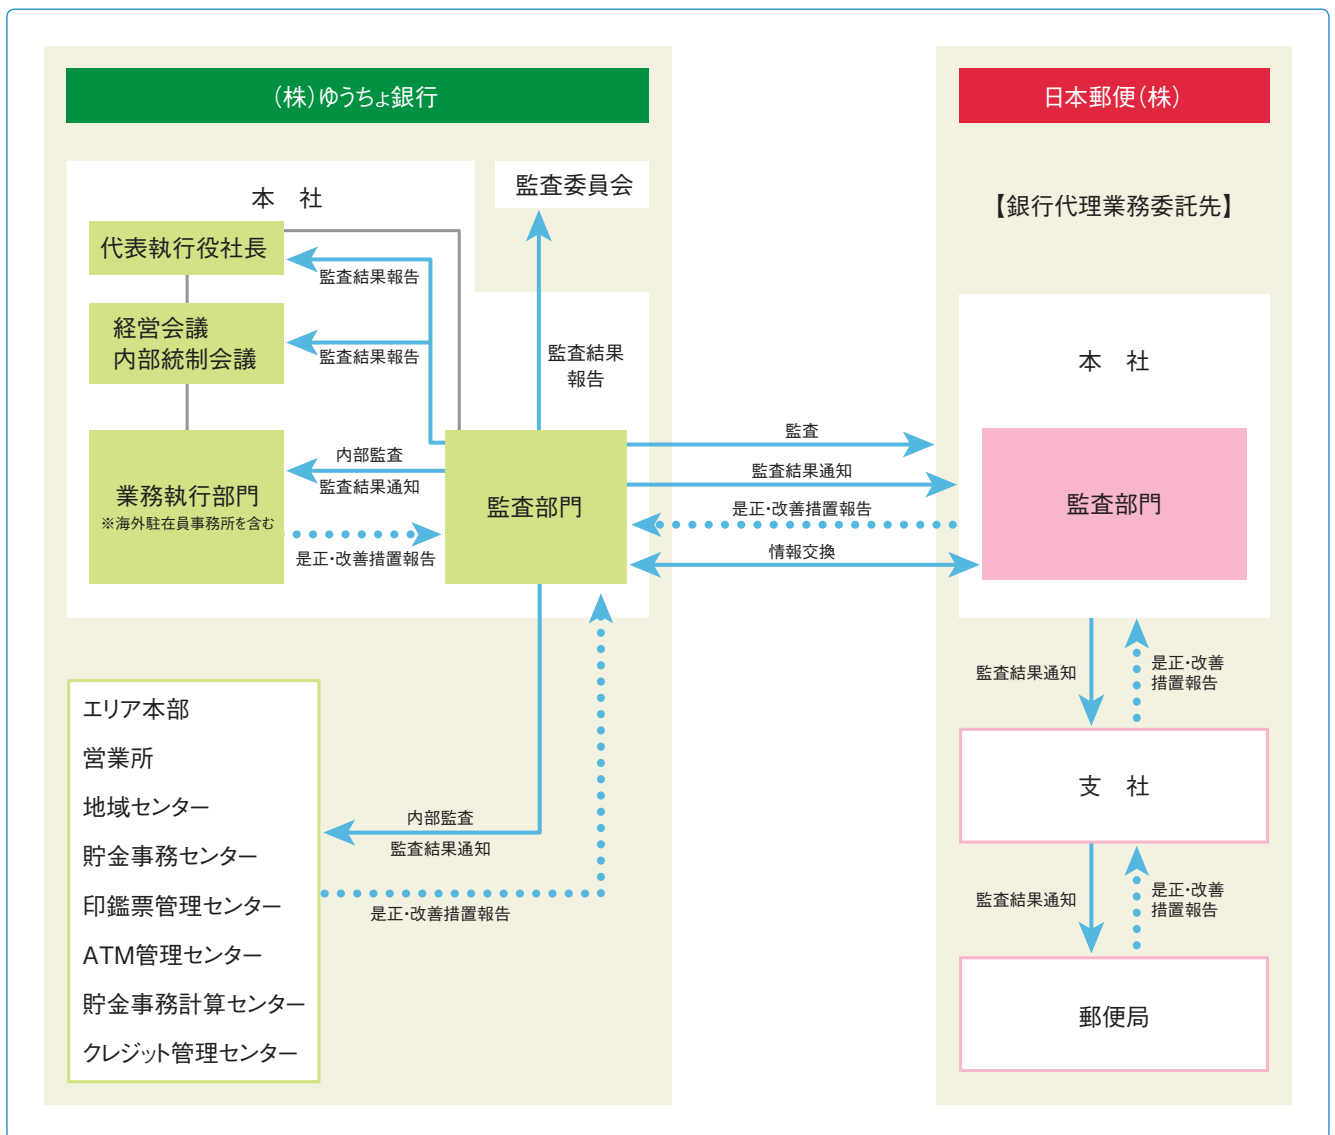 (株)ゆうちょ銀行
本 社
監査委員会
代表執行役社長
監査結果報告
経営会議
内部統制会議
監査結果報告
監査結果
報告
業務執行部門
※海外駐在員事務所を含む
内部監査
監査結果通知
是正・改善措置報告
監査部門
監査
監査結果通知
是正・改善措置報告
情報交換
エリア本部
営業所
地域センター
貯金事務センター
印鑑票管理センター
ATM管理センター
貯金事務計算センター
クレジット管理センター
内部監査
監査結果通知
是正・改善措置報告
日本郵便(株)
【銀行代理業務委託先】
本 社
監査部門
監査結果通知
是正・改善
措置報告
支 社
監査結果通知
是正・改善
措置報告
郵便局